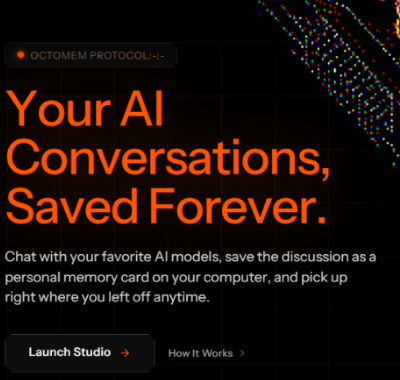 OCTOMEM PROTOCOL:-:-
Your AI
Conversations,
Saved Forever.
Chat with your favorite AI models, save the discussion as a
personal memory card on your computer, and pick up
right where you left off anytime.
Launch Studio →
How It Works >